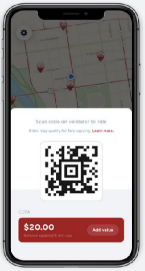 Scan code on validator to ride
Rides may qualify for fare capping. Learn more.
$20.00
Add value